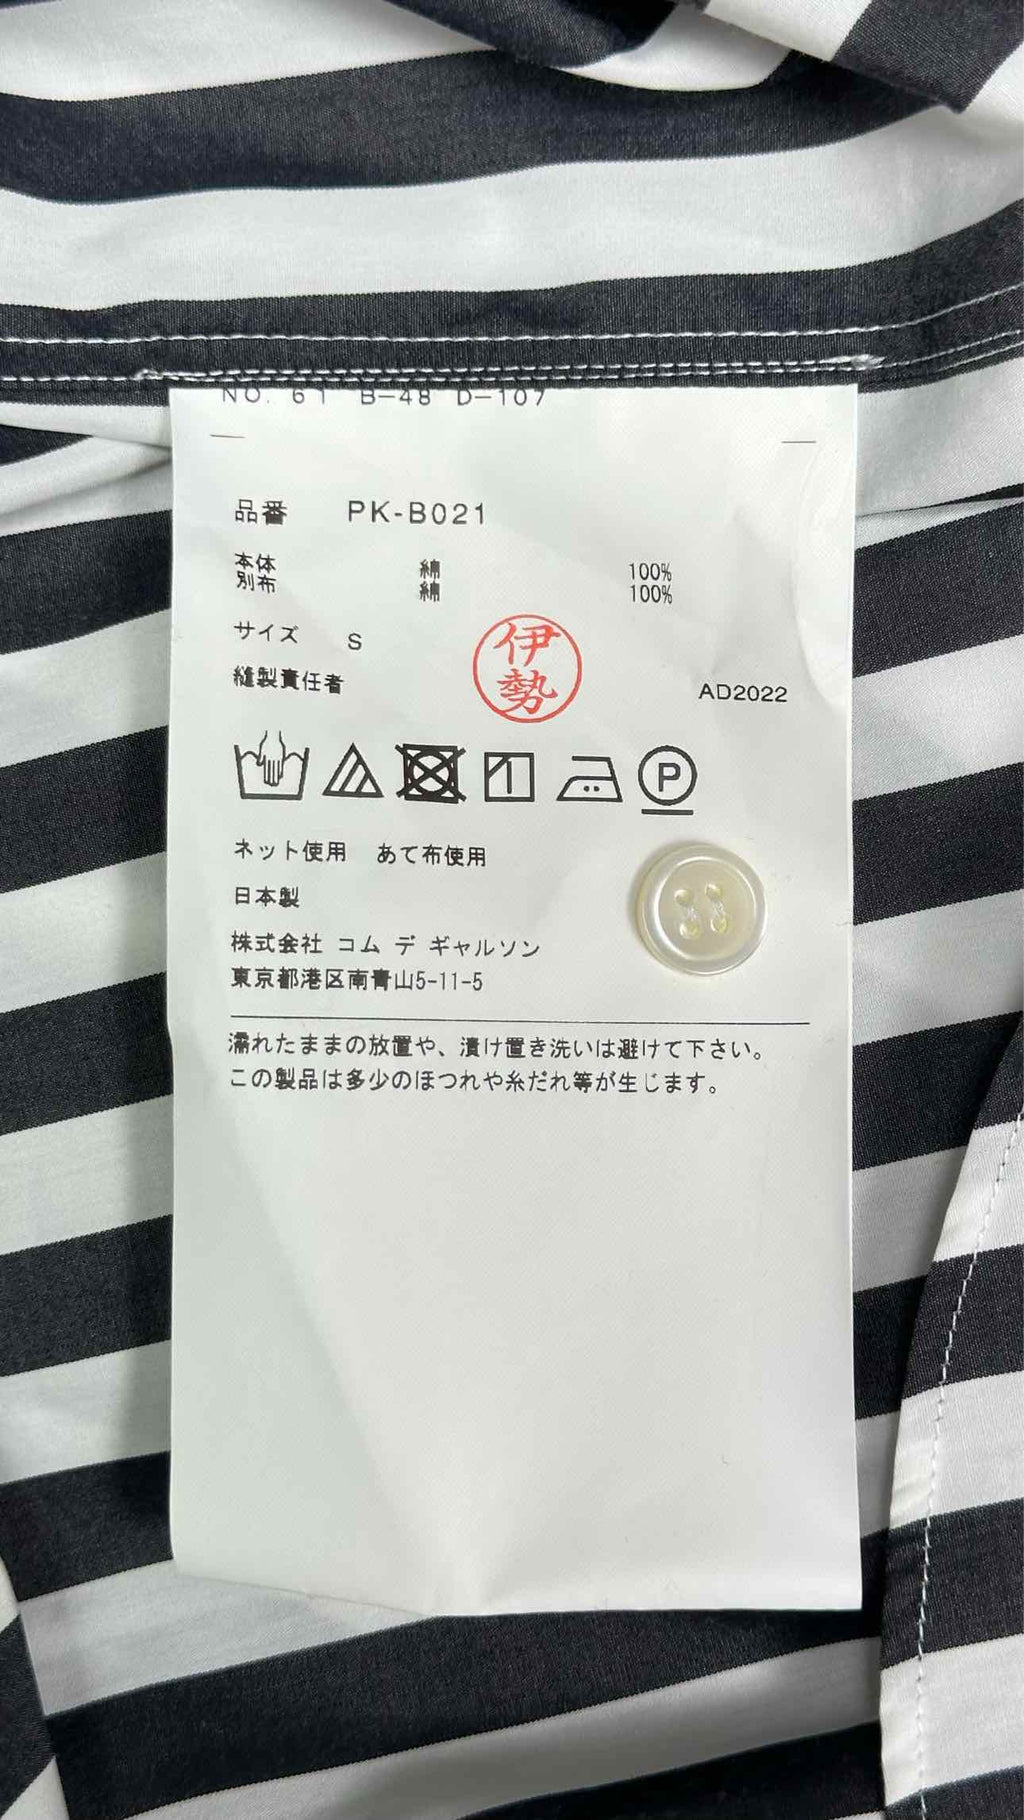 NO. 61 B-48 D-107
品番 PK-B021
本体 綿 100%
別布 綿 100%
サイズ S
伊勢
縫製責任者 AD2022
P
ネット使用 あて布使用
日本製
株式会社 コム デ ギャルソン
東京都港区南青山5-11-5
濡れたままの放置や、漬け置き洗いは避けて下さい。
この製品は多少のほつれや糸だれ等が生じます。